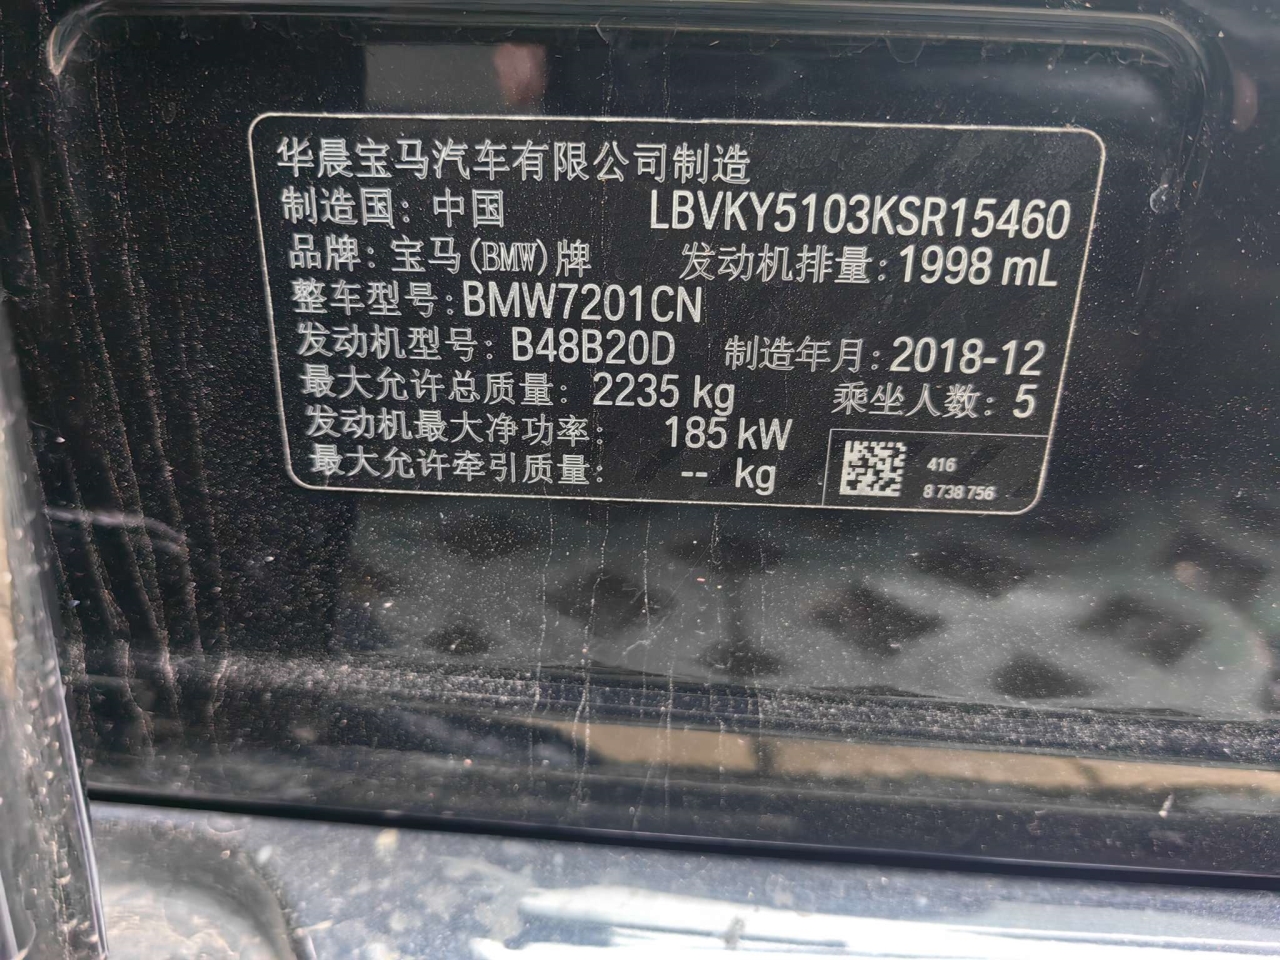 华晨宝马汽车有限公司制造
制造国：中国 LBVKY5103KSR15460
品牌：宝马(BMW)牌 发动机排量：1998 mL
整车型号：BMW7201CN
发动机型号：B48B20D 制造年月：2018-12
最大允许总质量：2235 kg 乘坐人数：5
发动机最大净功率：185 kW
最大允许牵引质量：-- kg
416
8 738 756